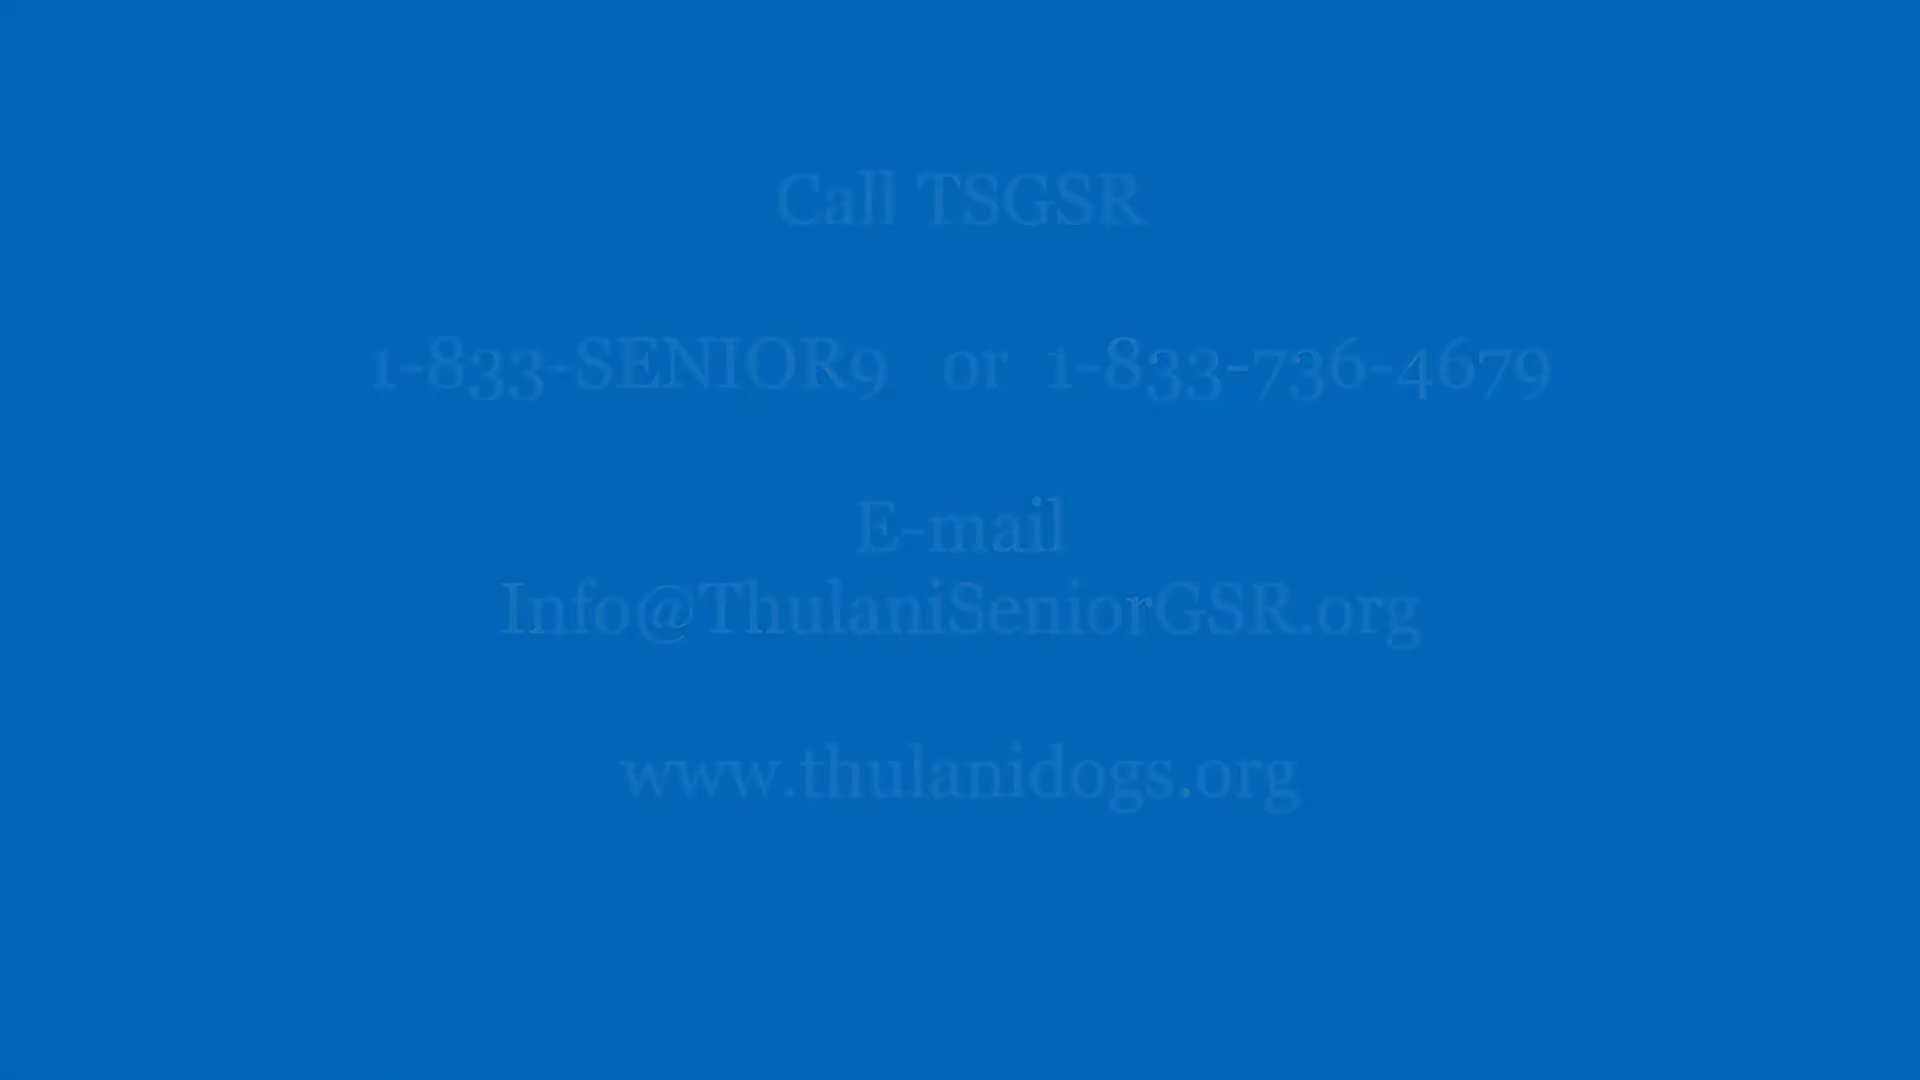 Call TSGSR
1-833-SENIOR9 or 1-833-736-4679
E-mail
Info@ThulaniSeniorGSR.org
www.thulanidogs.org